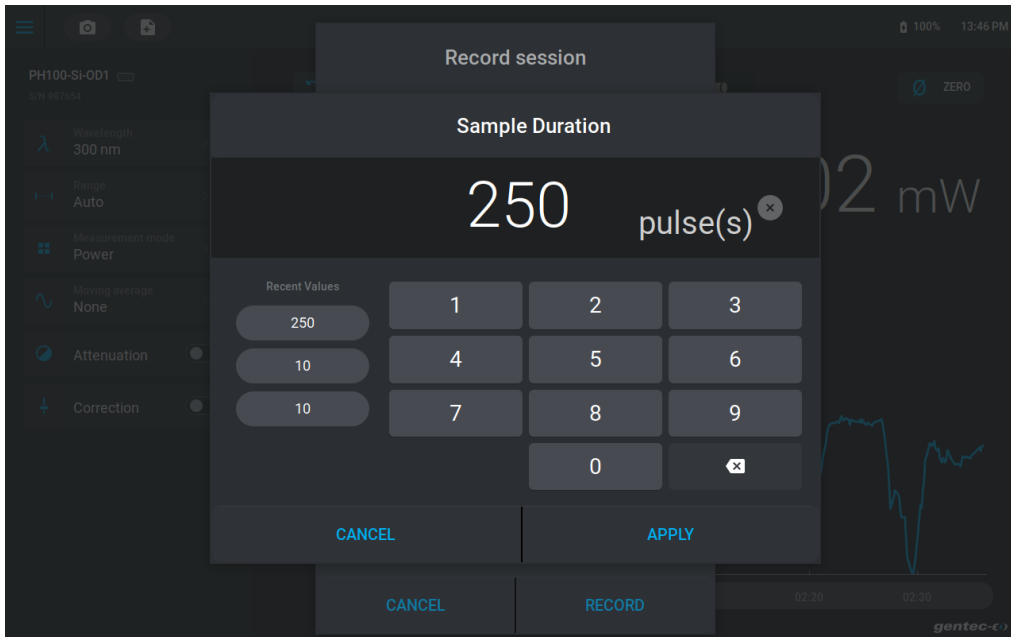 100%
13:46 PM
Record session
PH100-Si-OD1
S/N 987654
ZERO
Sample Duration
Wavelength
300 nm
250 pulse(s)
02 mW
Range
Auto
Measurement mode
Power
Moving average
None
Attenuation
Correction
Recent Values
250
10
10
1 2 3
4 5 6
7 8 9
0
CANCEL APPLY
CANCEL RECORD
02:20 02:30
gentec-eo